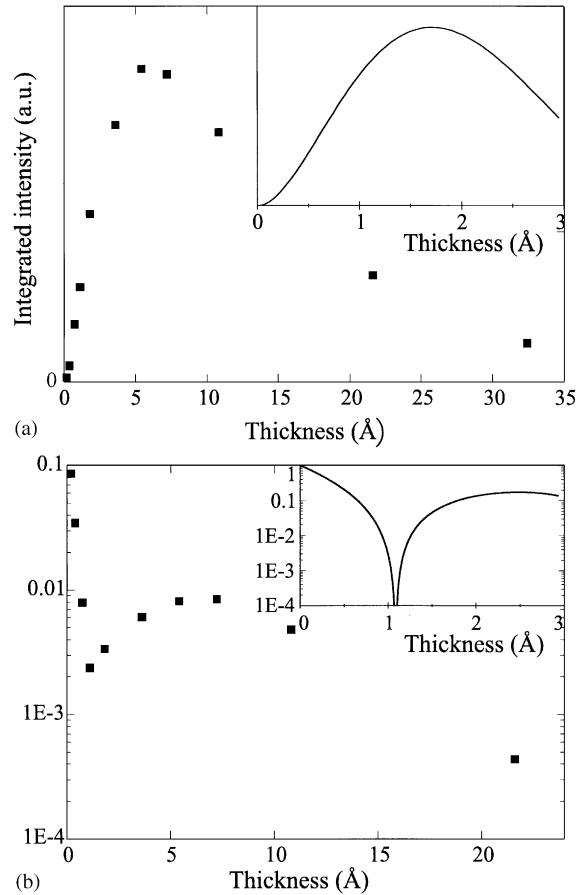 Integrated intensity (a.u.)
0
0 1 2 3
Thickness (Å)
0 5 10 15 20 25 30 35
(a)
Thickness (Å)
0.1
0.01
1E-3
1E-4
1
0.1
1E-2
1E-3
1E-4
0 1 2 3
Thickness (Å)
0 5 10 15 20
(b)
Thickness (Å)